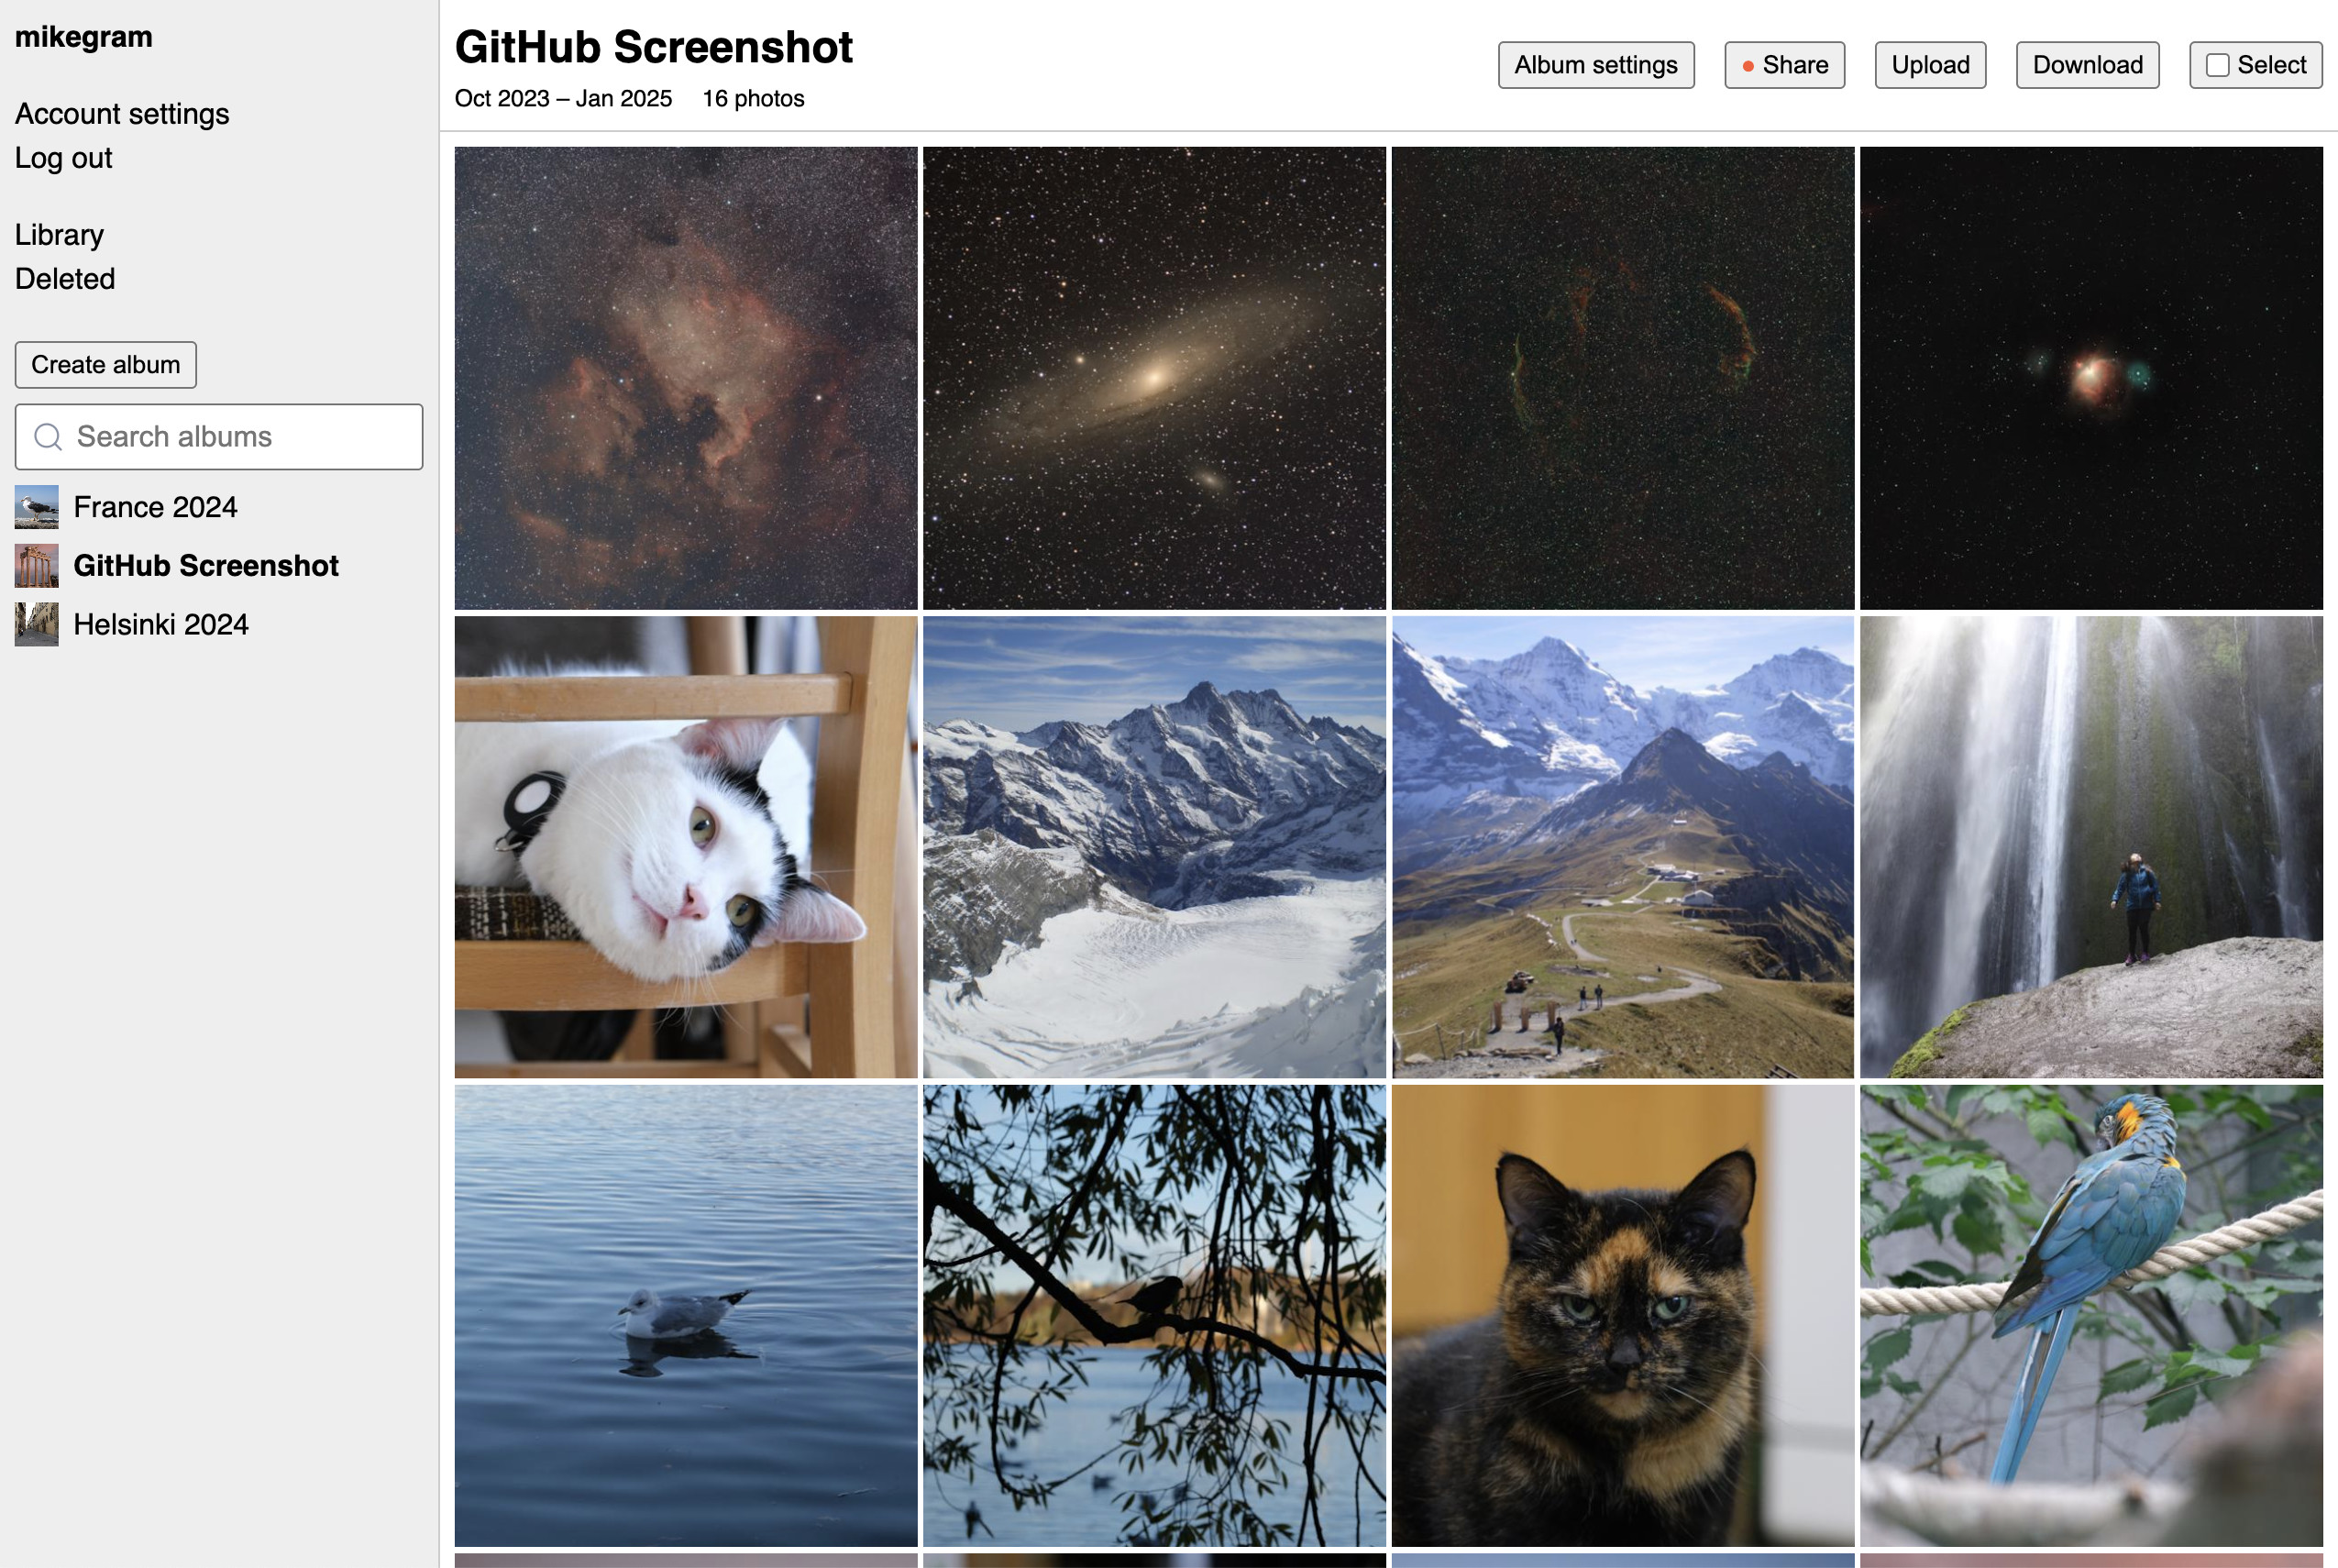 mikegram
Account settings
Log out
Library
Deleted
Create album
Search albums
France 2024
GitHub Screenshot
Helsinki 2024
GitHub Screenshot
Oct 2023 – Jan 2025 16 photos
Album settings
Share
Upload
Download
Select